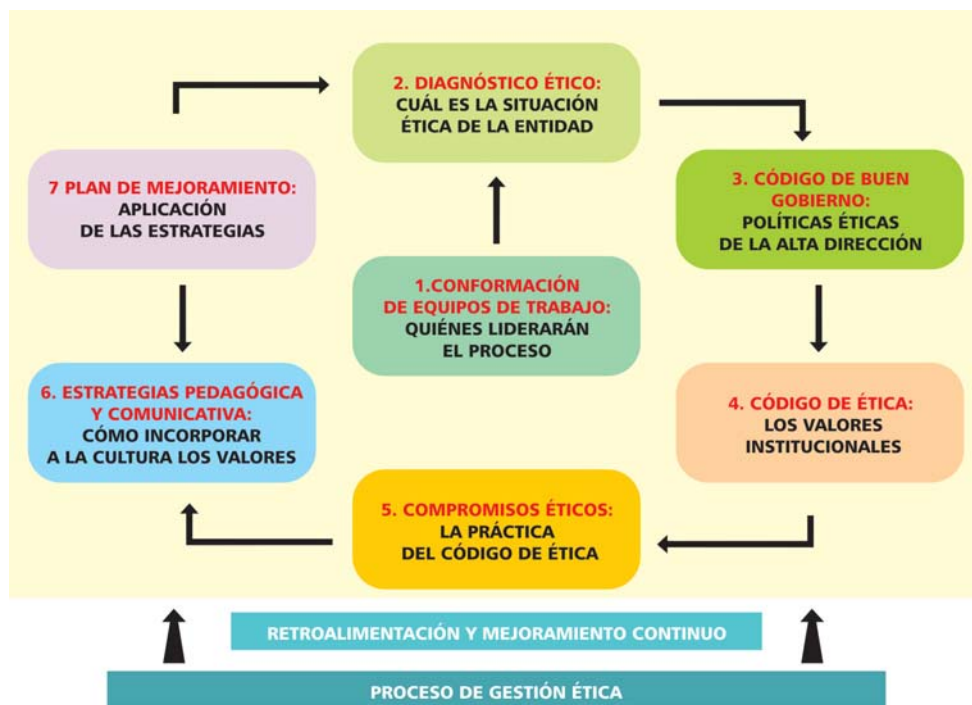 2. DIAGNÓSTICO ÉTICO:
CUÁL ES LA SITUACIÓN
ÉTICA DE LA ENTIDAD
7 PLAN DE MEJORAMIENTO:
APLICACIÓN
DE LAS ESTRATEGIAS
3. CÓDIGO DE BUEN
GOBIERNO:
POLÍTICAS ÉTICAS
DE LA ALTA DIRECCIÓN
1.CONFORMACIÓN
DE EQUIPOS DE TRABAJO:
QUIÉNES LIDERARÁN
EL PROCESO
6. ESTRATEGIAS PEDAGÓGICA
Y COMUNICATIVA:
CÓMO INCORPORAR
A LA CULTURA LOS VALORES
4. CÓDIGO DE ÉTICA:
LOS VALORES
INSTITUCIONALES
5. COMPROMISOS ÉTICOS:
LA PRÁCTICA
DEL CÓDIGO DE ÉTICA
RETROALIMENTACIÓN Y MEJORAMIENTO CONTINUO
PROCESO DE GESTIÓN ÉTICA